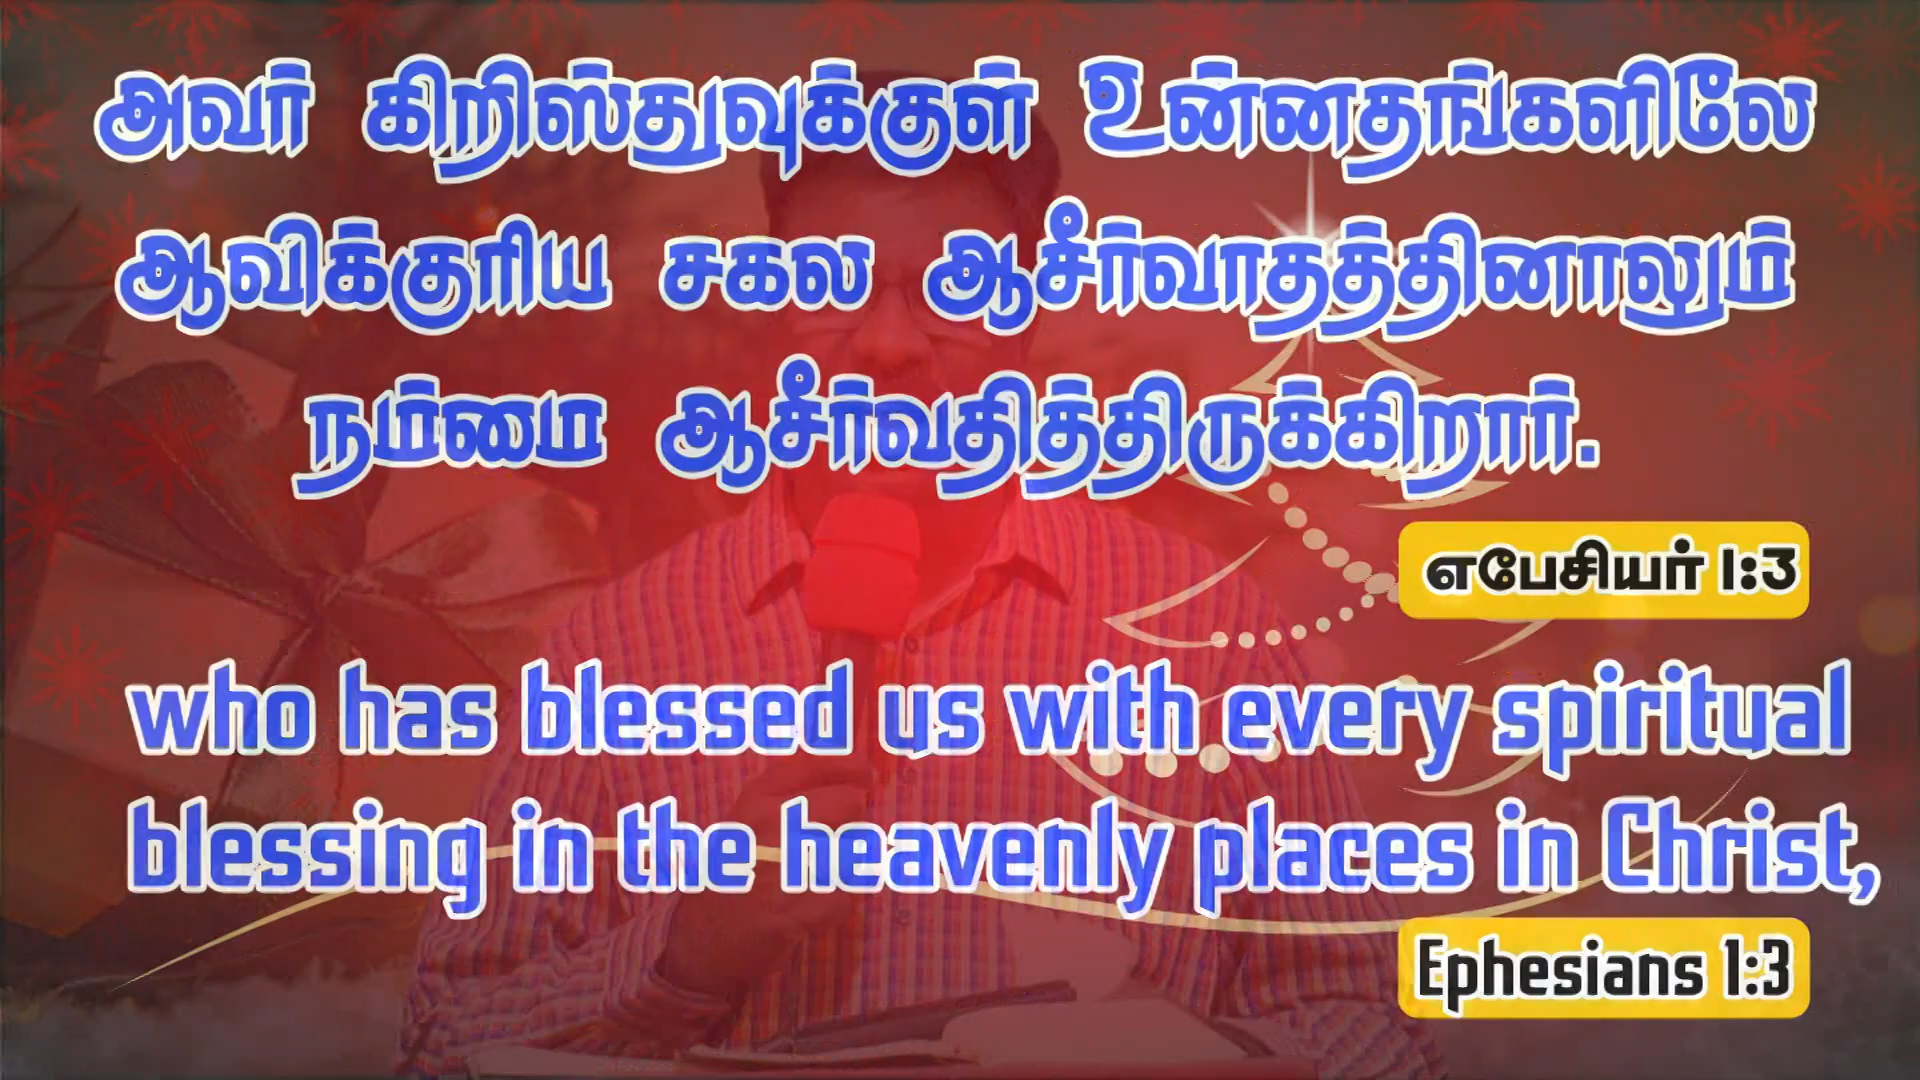 அவர் கிறிஸ்துவுக்குள் உன்னதங்களிலே
ஆவிக்குரிய சகல ஆசீர்வாதத்தினாலும்
நம்மை ஆசீர்வதித்திருக்கிறார்.
எபேசியர் 1:3
who has blessed us with every spiritual
blessing in the heavenly places in Christ,
Ephesians 1:3